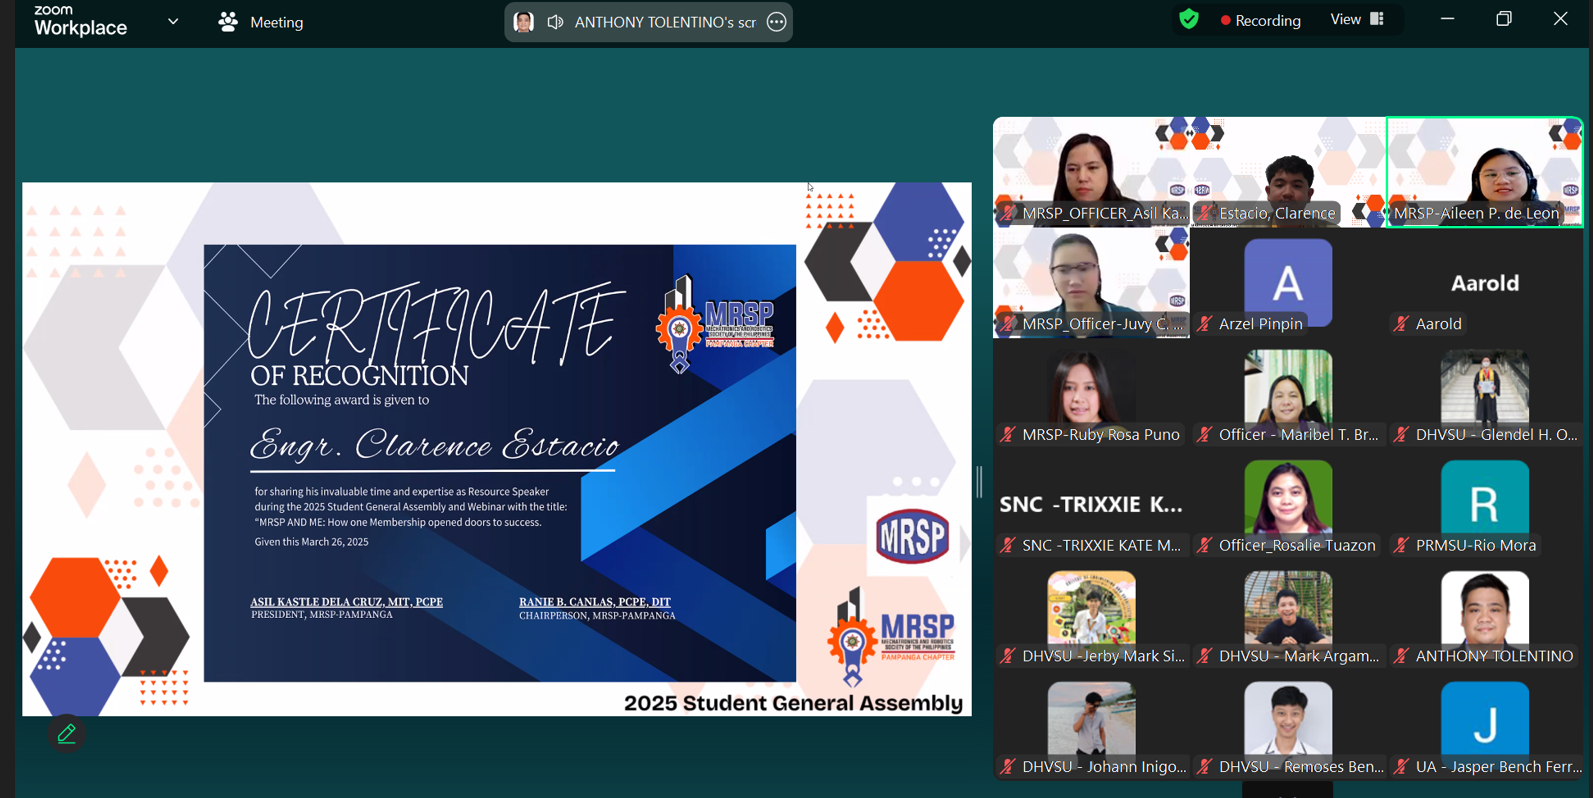 zoom
Workplace
Meeting
ANTHONY TOLENTINO's scr
Recording
View
CERTIFICATE
OF RECOGNITION
The following award is given to
Engr. Clarence Estacio
for sharing his invaluable time and expertise as Resource Speaker
during the 2025 Student General Assembly and Webinar with the title:
“MRSP AND ME: How one Membership opened doors to success.
Given this March 26, 2025
ASIL KASTLE DELA CRUZ, MIT, PCPE
PRESIDENT, MRSP-PAMPANGA
RANIE B. CANLAS, PCPE, DIT
CHAIRPERSON, MRSP-PAMPANGA
MRSP
MECHATRONICS AND ROBOTICS
SOCIETY OF THE PHILIPPINES
PAMPANGA CHAPTER
MRSP
MRSP
MECHATRONICS AND ROBOTICS
SOCIETY OF THE PHILIPPINES
PAMPANGA CHAPTER
2025 Student General Assembly
MRSP_OFFICER_Asil Ka...
Estacio, Clarence
MRSP-Aileen P. de Leon
MRSP_Officer-Juvy C. ...
A
Arzel Pinpin
Aarold
Aarold
MRSP-Ruby Rosa Puno
Officer - Maribel T. Br...
DHVSU - Glendel H. O...
SNC -TRIXXIE K...
SNC -TRIXXIE KATE M...
Officer_Rosalie Tuazon
R
PRMSU-Rio Mora
DHVSU -Jerby Mark Si...
DHVSU - Mark Argam...
ANTHONY TOLENTINO
DHVSU - Johann Inigo...
DHVSU - Remoses Ben...
J
UA - Jasper Bench Ferr...